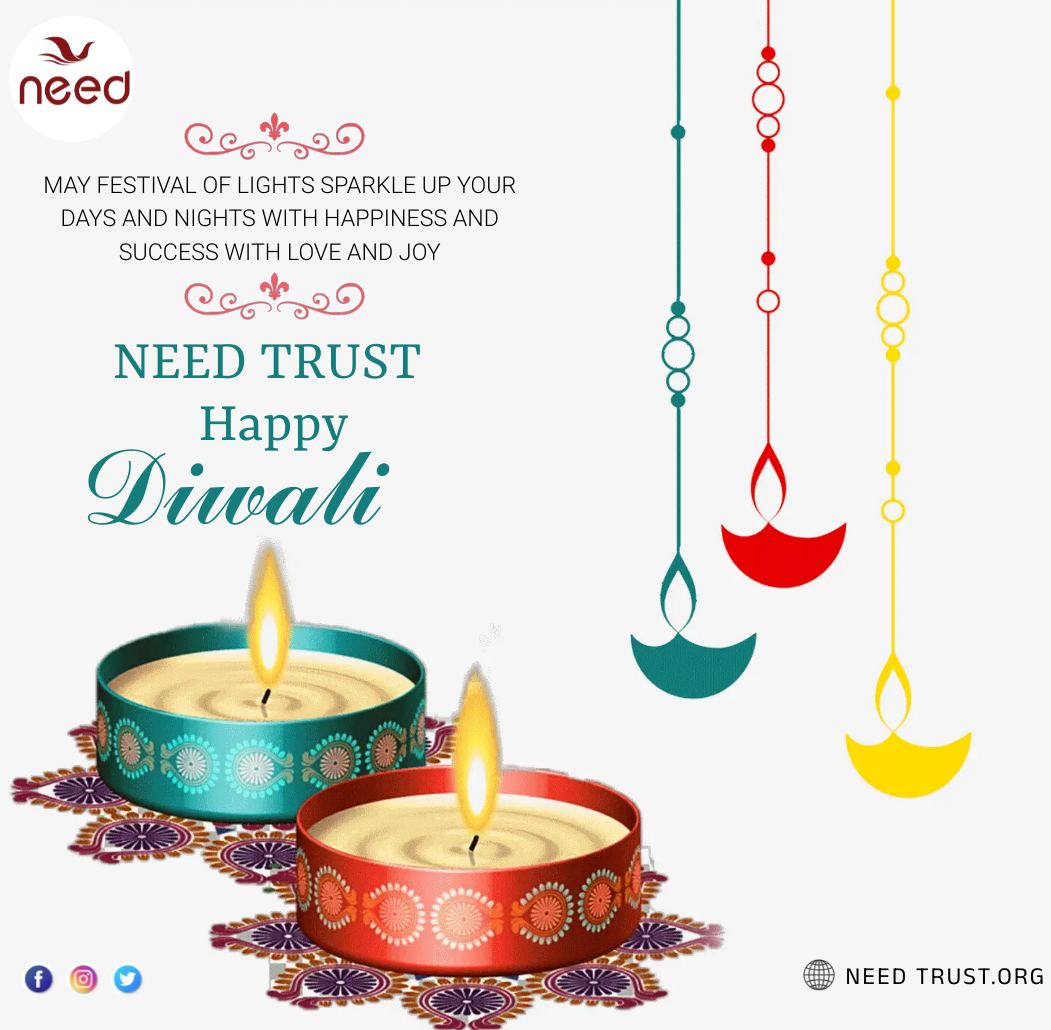 need
MAY FESTIVAL OF LIGHTS SPARKLE UP YOUR
DAYS AND NIGHTS WITH HAPPINESS AND
SUCCESS WITH LOVE AND JOY
NEED TRUST
Happy
Diwali
NEED TRUST.ORG